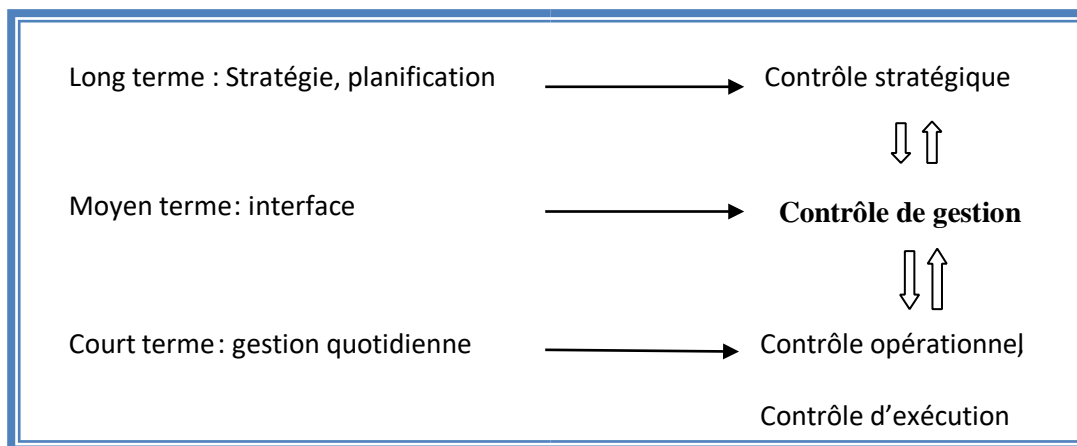 Long terme : Stratégie, planification Contrôle stratégique
Moyen terme : interface Contrôle de gestion
Court terme : gestion quotidienne Contrôle opérationnel,
Contrôle d’exécution